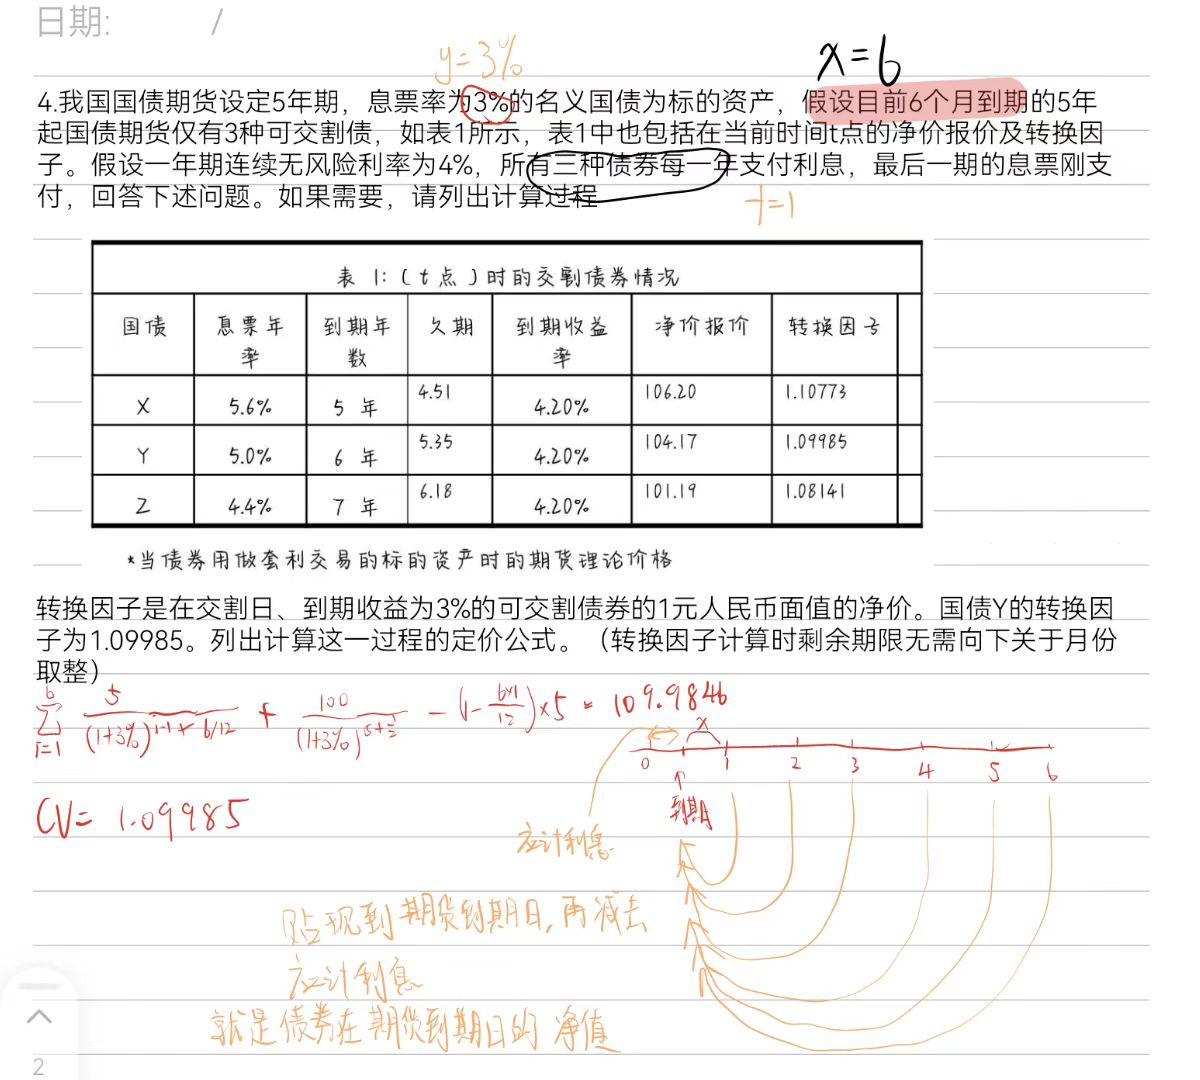 日期: /
y=3%
x=6
4.我国国债期货设定5年期，息票率为3%的名义国债为标的资产，假设目前6个月到期的5年
起国债期货仅有3种可交割债，如表1所示，表1中也包括在当前时间t点的净价报价及转换因
子。假设一年期连续无风险利率为4%，所有三种债券每一年支付利息，最后一期的息票刚支
付，回答下述问题。如果需要，请列出计算过程
f=1
表 1:(t点)时的交割债券情况
国债 息票年率 到期年数 久期 到期收益率 净价报价 转换因子
X 5.6% 5 年 4.51 4.20% 106.20 1.10773
Y 5.0% 6 年 5.35 4.20% 104.17 1.09985
Z 4.4% 7 年 6.18 4.20% 101.19 1.08141
*当债券用做套利交易的标的资产时的期货理论价格
转换因子是在交割日、到期收益为3%的可交割债券的1元人民币面值的净价。国债Y的转换因
子为1.09985。列出计算这一过程的定价公式。（转换因子计算时剩余期限无需向下关于月份
取整）
6 Σ i=1 5/(1+3%)^(i-1+6/12) + 100/(1+3%)^(5+1/2) - (1-6×1/12)×5 = 109.9846
x
0 1 2 3 4 5 6
到期
CV= 1.09985
应计利息
贴现到期货到期日,再减去
应计利息
就是债券在期货到期日的 净值
2